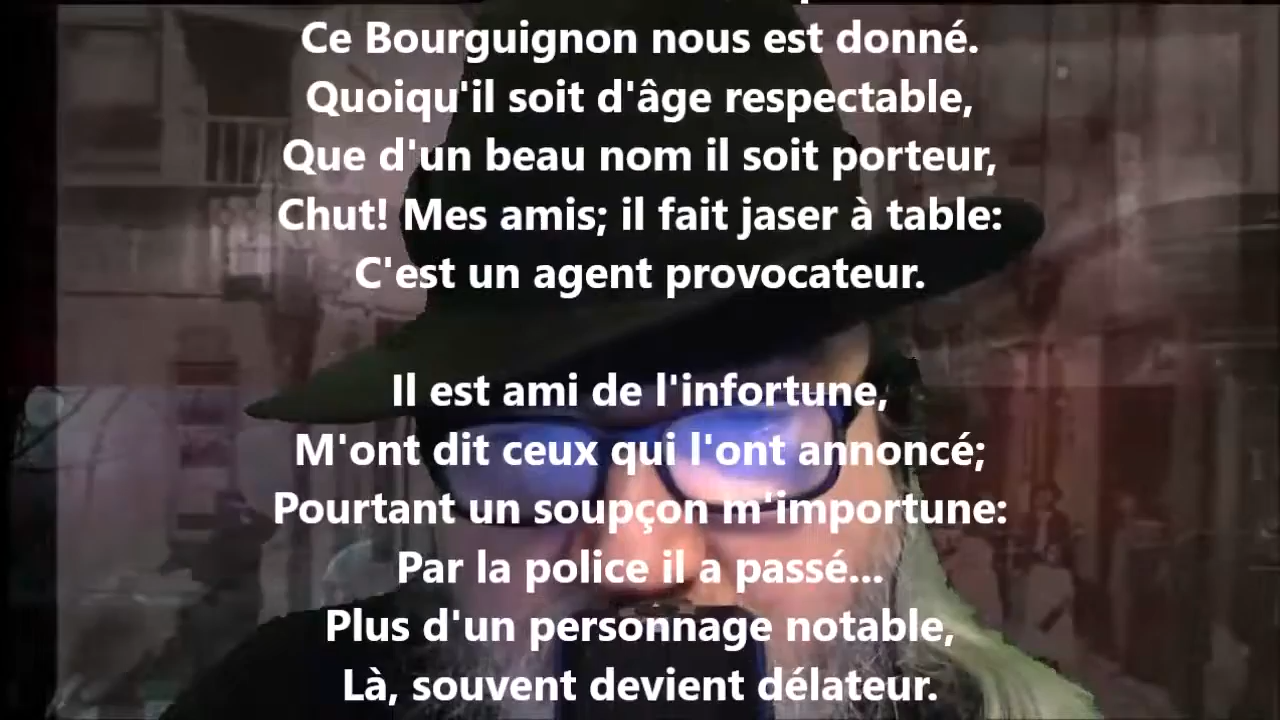 Ce Bourguignon nous est donné.
Quoiqu'il soit d'âge respectable,
Que d'un beau nom il soit porteur,
Chut! Mes amis; il fait jaser à table:
C'est un agent provocateur.
Il est ami de l'infortune,
M'ont dit ceux qui l'ont annoncé;
Pourtant un soupçon m'importune:
Par la police il a passé...
Plus d'un personnage notable,
Là, souvent devient délateur.